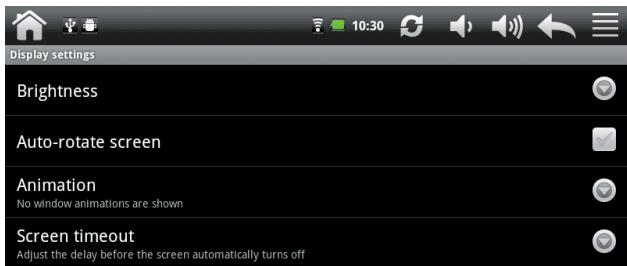 10:30
Display settings
Brightness
Auto-rotate screen
Animation
No window animations are shown
Screen timeout
Adjust the delay before the screen automatically turns off